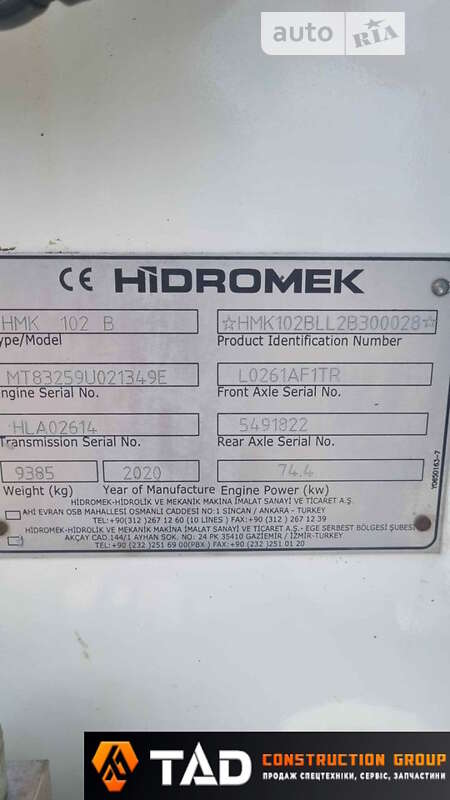 auto RIA
CE HİDROMEK
HMK 102 B ☆HMK102BLL2B300028☆
ype/Model Product Identification Number
MT83259U021349E L0261AF1TR
ngine Serial No. Front Axle Serial No.
HLA02614 5491822
Transmission Serial No. Rear Axle Serial No.
9385 2020 74.4
Weight (kg) Year of Manufacture Engine Power (kw)
Y0650163-7
HİDROMEK-HİDROLİK VE MEKANİK MAKİNA İMALAT SANAYİ VE TİCARET A.Ş.
AHİ EVRAN OSB MAHALLESİ OSMANLI CADDESİ NO:1 SİNCAN / ANKARA - TURKEY
TEL:+90(312 )267 12 60 (10 LINES ) FAX:+90 (312 ) 267 12 39
HİDROMEK-HİDROLİK VE MEKANİK MAKİNA İMALAT SANAYİ VE TİCARET A.Ş. - EGE SERBEST BÖLGESİ ŞUBESİ
AKÇAY CAD.144/1 AYHAN SOK. NO: 24 PK 35410 GAZİEMİR / İZMİR-TURKEY
TEL:+90 (232 )251 69 00(PBX ) FAX:+90 (232 )251 01 20
TAD CONSTRUCTION GROUP
ПРОДАЖ СПЕЦТЕХНІКИ, СЕРВІС, ЗАПЧАСТИНИ